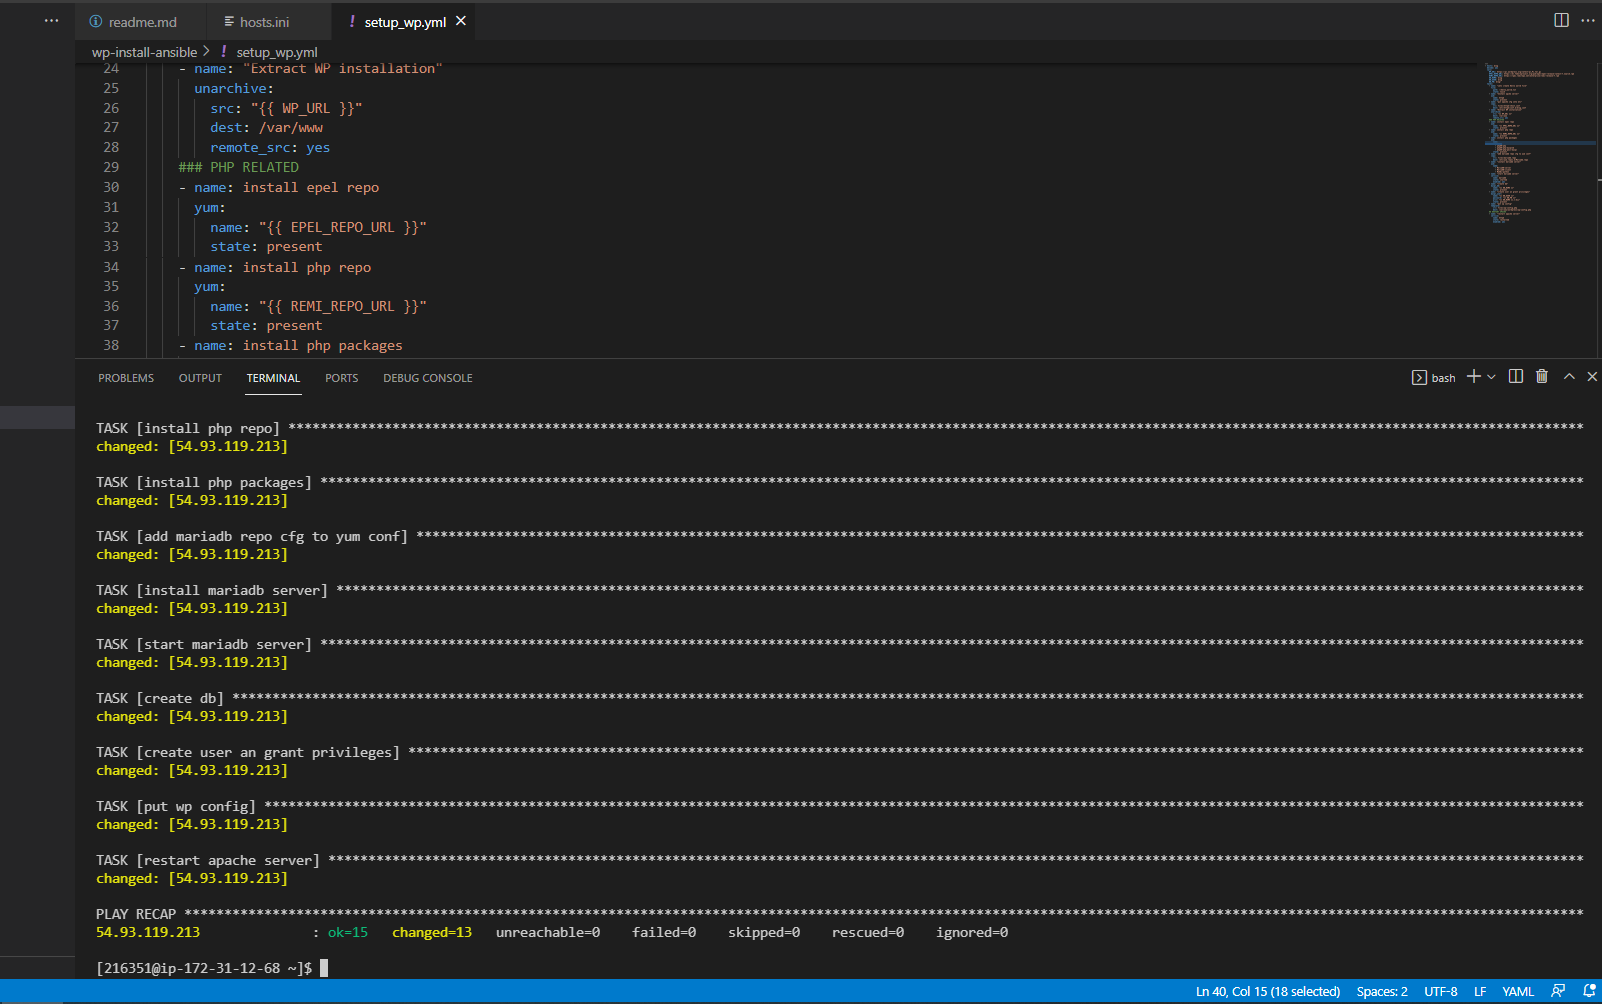 readme.md hosts.ini ! setup_wp.yml
wp-install-ansible > ! setup_wp.yml
24 - name: "Extract WP installation"
25 unarchive:
26 src: "{{ WP_URL }}"
27 dest: /var/www
28 remote_src: yes
29 ### PHP RELATED
30 - name: install epel repo
31 yum:
32 name: "{{ EPEL_REPO_URL }}"
33 state: present
34 - name: install php repo
35 yum:
36 name: "{{ REMI_REPO_URL }}"
37 state: present
38 - name: install php packages
PROBLEMS OUTPUT TERMINAL PORTS DEBUG CONSOLE bash
TASK [install php repo] ******************************************************************************************************************************************************************
changed: [54.93.119.213]
TASK [install php packages] **************************************************************************************************************************************************************
changed: [54.93.119.213]
TASK [add mariadb repo cfg to yum conf] **************************************************************************************************************************************************
changed: [54.93.119.213]
TASK [install mariadb server] ************************************************************************************************************************************************************
changed: [54.93.119.213]
TASK [start mariadb server] **************************************************************************************************************************************************************
changed: [54.93.119.213]
TASK [create db] *************************************************************************************************************************************************************************
changed: [54.93.119.213]
TASK [create user an grant privileges] ***************************************************************************************************************************************************
changed: [54.93.119.213]
TASK [put wp config] *********************************************************************************************************************************************************************
changed: [54.93.119.213]
TASK [restart apache server] *************************************************************************************************************************************************************
changed: [54.93.119.213]
PLAY RECAP *******************************************************************************************************************************************************************************
54.93.119.213 : ok=15 changed=13 unreachable=0 failed=0 skipped=0 rescued=0 ignored=0
[216351@ip-172-31-12-68 ~]$
Ln 40, Col 15 (18 selected) Spaces: 2 UTF-8 LF YAML